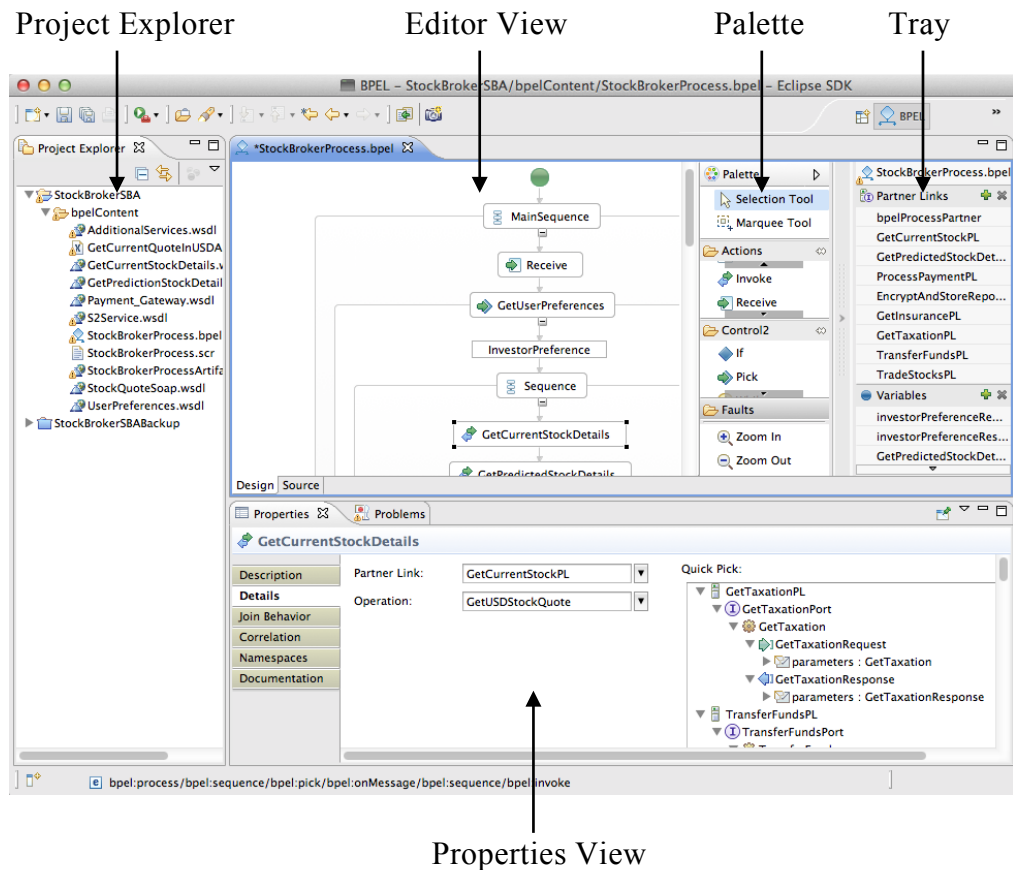 Project Explorer
Editor View
Palette
Tray
BPEL – StockBrokerSBA/bpelContent/StockBrokerProcess.bpel – Eclipse SDK
BPEL
»
Project Explorer
StockBrokerSBA
bpelContent
AdditionalServices.wsdl
GetCurrentQuoteInUSDA
GetCurrentStockDetails.v
GetPredictionStockDetail
Payment_Gateway.wsdl
S2Service.wsdl
StockBrokerProcess.bpel
StockBrokerProcess.scr
StockBrokerProcessArtifa
StockQuoteSoap.wsdl
UserPreferences.wsdl
StockBrokerSBABackup
*StockBrokerProcess.bpel
MainSequence
Receive
GetUserPreferences
InvestorPreference
Sequence
GetCurrentStockDetails
GetPredictedStockDetails
Design
Source
Palette
Selection Tool
Marquee Tool
Actions
Invoke
Receive
Control2
If
Pick
Faults
Zoom In
Zoom Out
StockBrokerProcess.bpel
Partner Links
bpelProcessPartner
GetCurrentStockPL
GetPredictedStockDet...
ProcessPaymentPL
EncryptAndStoreRepo...
GetInsurancePL
GetTaxationPL
TransferFundsPL
TradeStocksPL
Variables
investorPreferenceRe...
investorPreferenceRes...
GetPredictedStockDet...
Properties
Problems
GetCurrentStockDetails
Description
Details
Join Behavior
Correlation
Namespaces
Documentation
Partner Link:
GetCurrentStockPL
Operation:
GetUSDStockQuote
Quick Pick:
GetTaxationPL
GetTaxationPort
GetTaxation
GetTaxationRequest
parameters : GetTaxation
GetTaxationResponse
parameters : GetTaxationResponse
TransferFundsPL
TransferFundsPort
bpel:process/bpel:sequence/bpel:pick/bpel:onMessage/bpel:sequence/bpel:invoke
Properties View